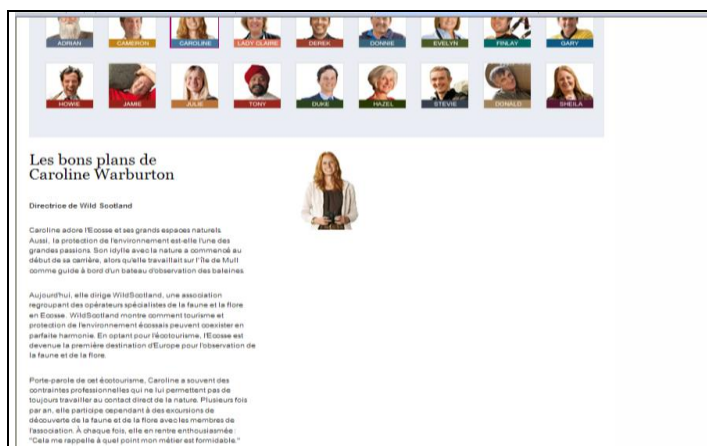 ADRIAN CAMERON CAROLINE LADY CLAIRE DEREK DONNIE EVELYN FINLAY GARY
HOWIE JAMIE JULIE TONY DUKE HAZEL STEVIE DONALD SHEILA
Les bons plans de
Caroline Warburton
Directrice de Wild Scotland
Caroline adore l'Ecosse et ses grands espaces naturels.
Aussi, la protection de l'environnement est-elle l'une des
grandes passions. Son idylle avec la nature a commencé au
début de sa carrière, alors qu'elle travaillait sur l'île de Mull
comme guide à bord d'un bateau d'observation des baleines.
Aujourd'hui, elle dirige WildScotland, une association
regroupant des opérateurs spécialistes de la faune et la flore
en Ecosse. WildScotland montre comment tourisme et
protection de l'environnement écossais peuvent coexister en
parfaite harmonie. En optant pour l'écotourisme, l'Ecosse est
devenue la première destination d'Europe pour l'observation de
la faune et de la flore.
Porte-parole de cet écotourisme, Caroline a souvent des
contraintes professionnelles qui ne lui permettent pas de
toujours travailler au contact direct de la nature. Plusieurs fois
par an, elle participe cependant à des excursions de
découverte de la faune et de la flore avec les membres de
l'association. À chaque fois, elle en rentre enthousiasmée :
"Cela me rappelle à quel point mon métier est formidable."